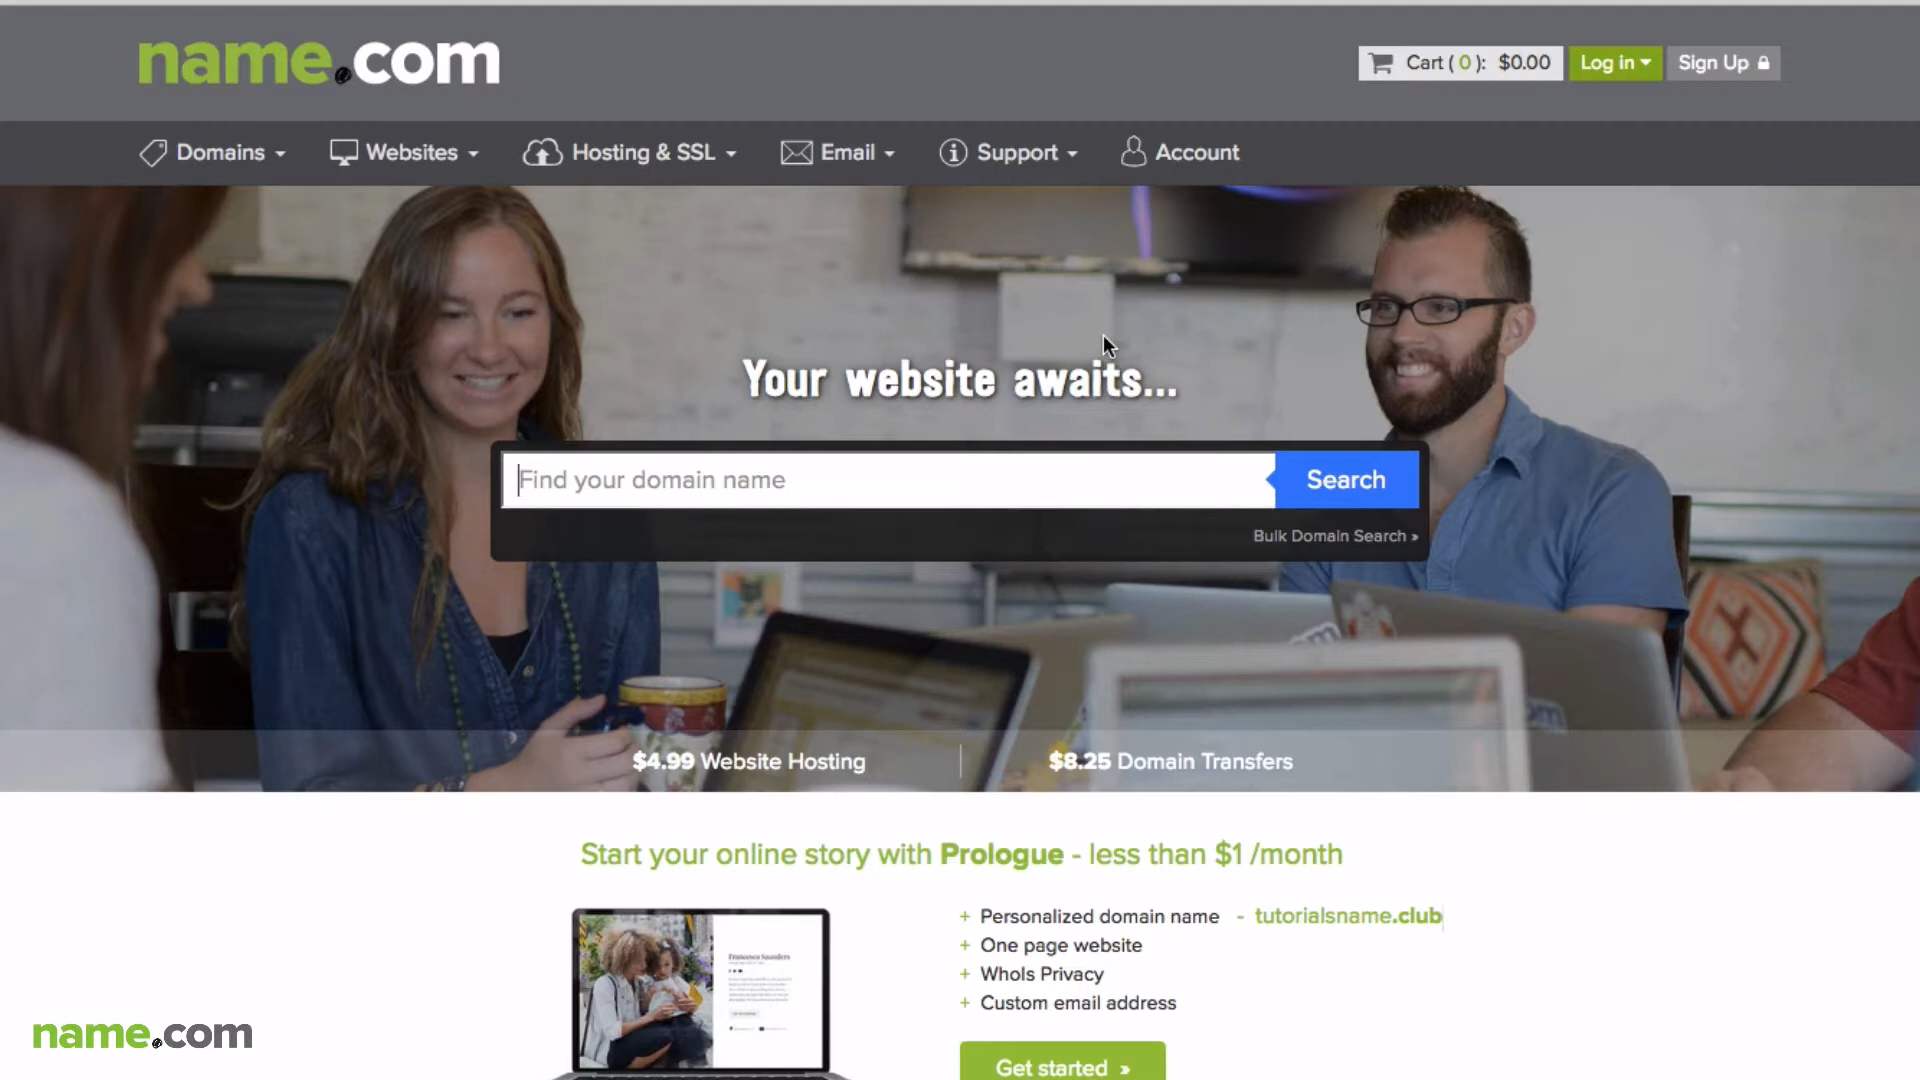 name.com
Cart ( 0 ): $0.00
Log in
Sign Up
Domains
Websites
Hosting & SSL
Email
Support
Account
Your website awaits...
Find your domain name
Search
Bulk Domain Search »
$4.99 Website Hosting
$8.25 Domain Transfers
Start your online story with Prologue - less than $1 /month
+ Personalized domain name - tutorialsname.club
+ One page website
+ WhoIs Privacy
+ Custom email address
Get started »
Francesca Saunders
name.com